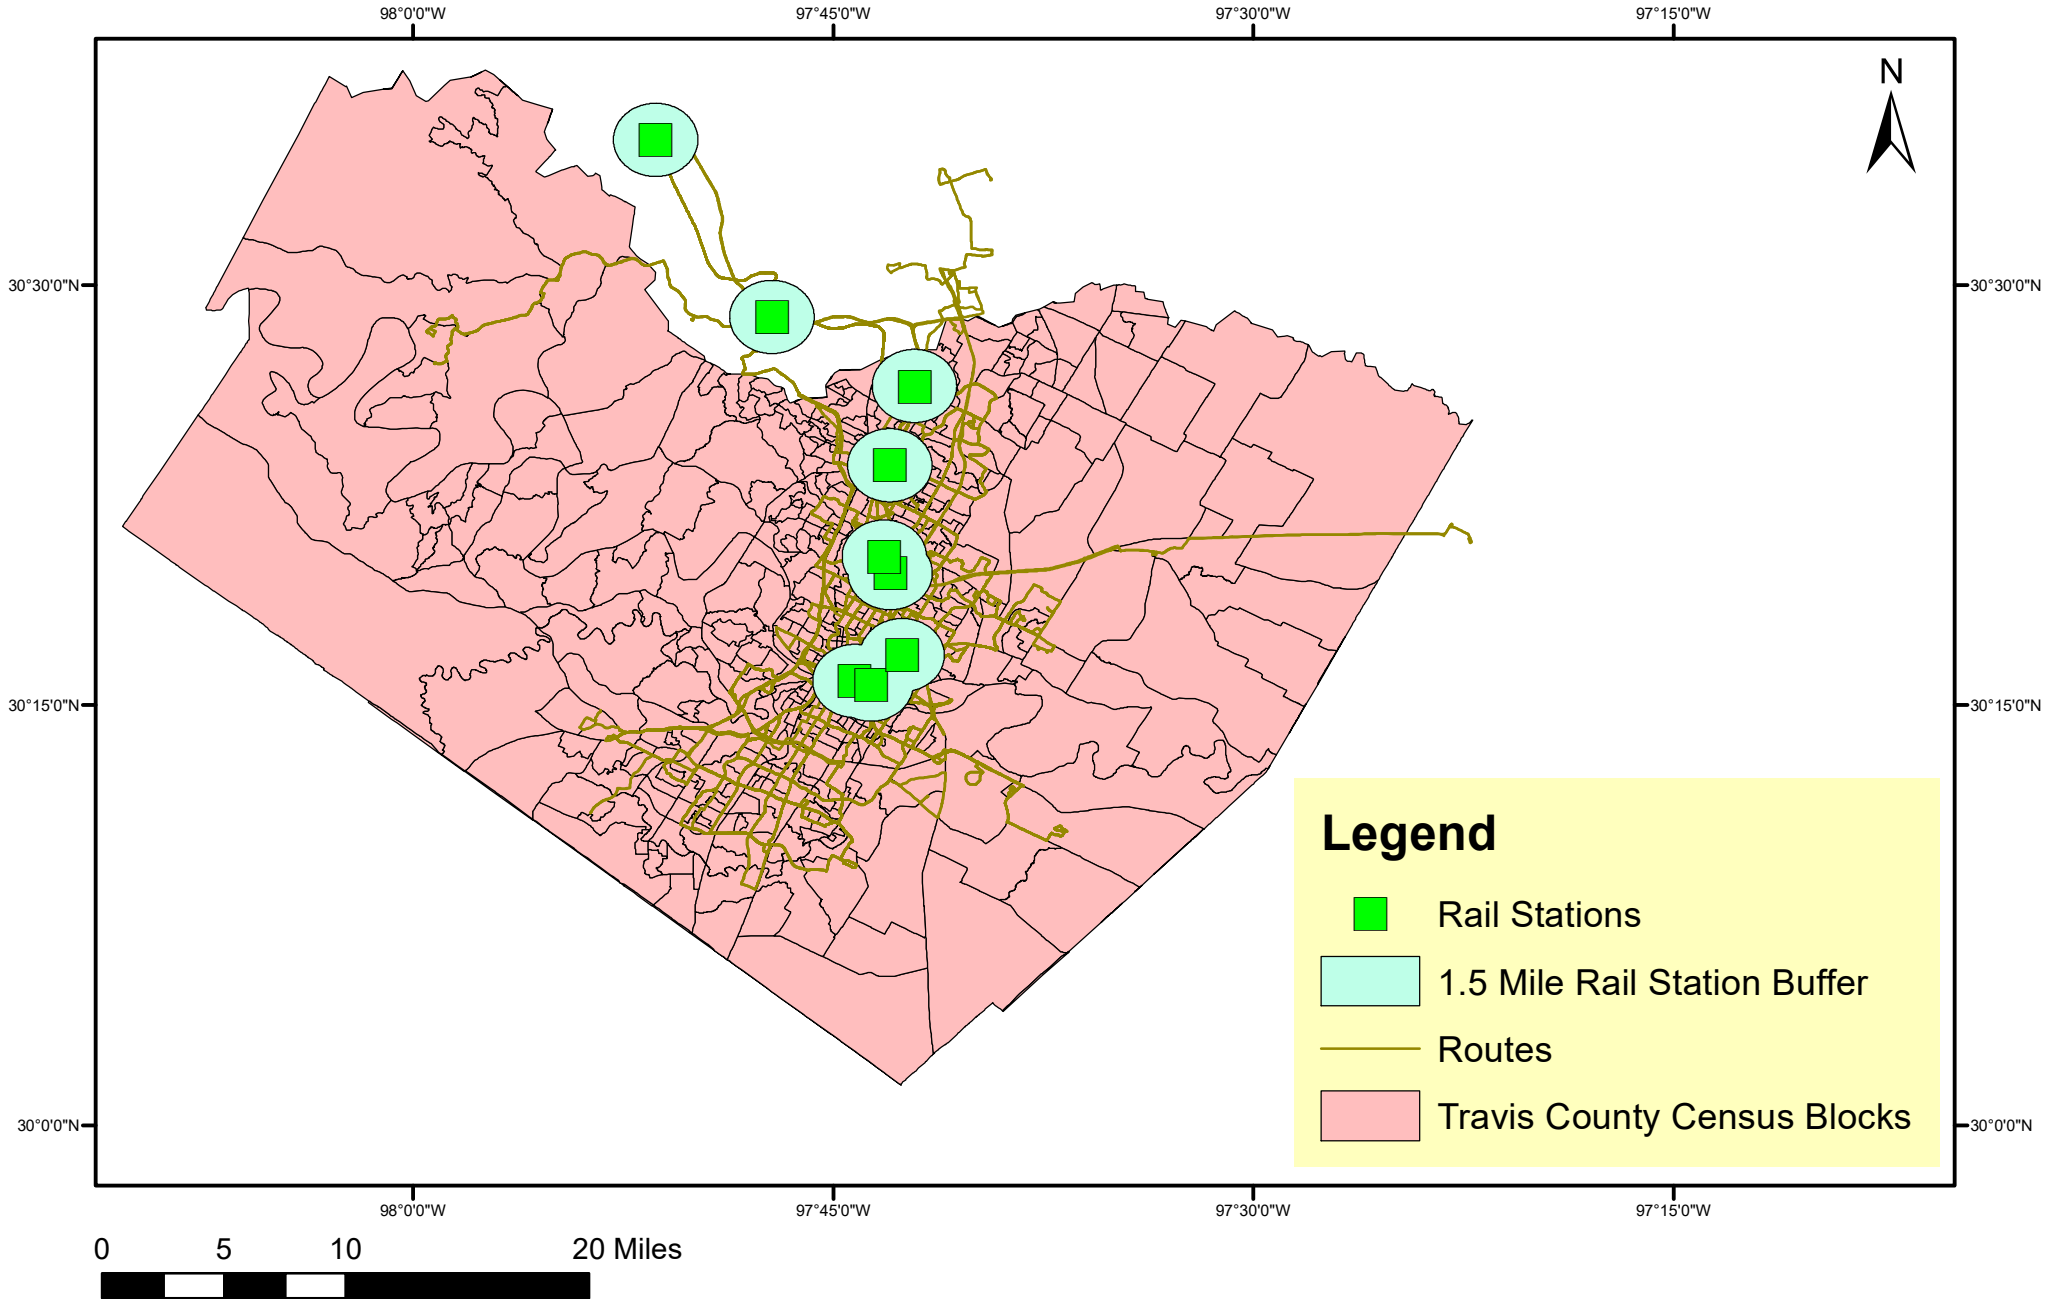 98°0'0"W 97°45'0"W 97°30'0"W 97°15'0"W
N
30°30'0"N 30°30'0"N
30°15'0"N 30°15'0"N
Legend
Rail Stations
1.5 Mile Rail Station Buffer
Routes
Travis County Census Blocks
30°0'0"N 30°0'0"N
98°0'0"W 97°45'0"W 97°30'0"W 97°15'0"W
0 5 10 20 Miles